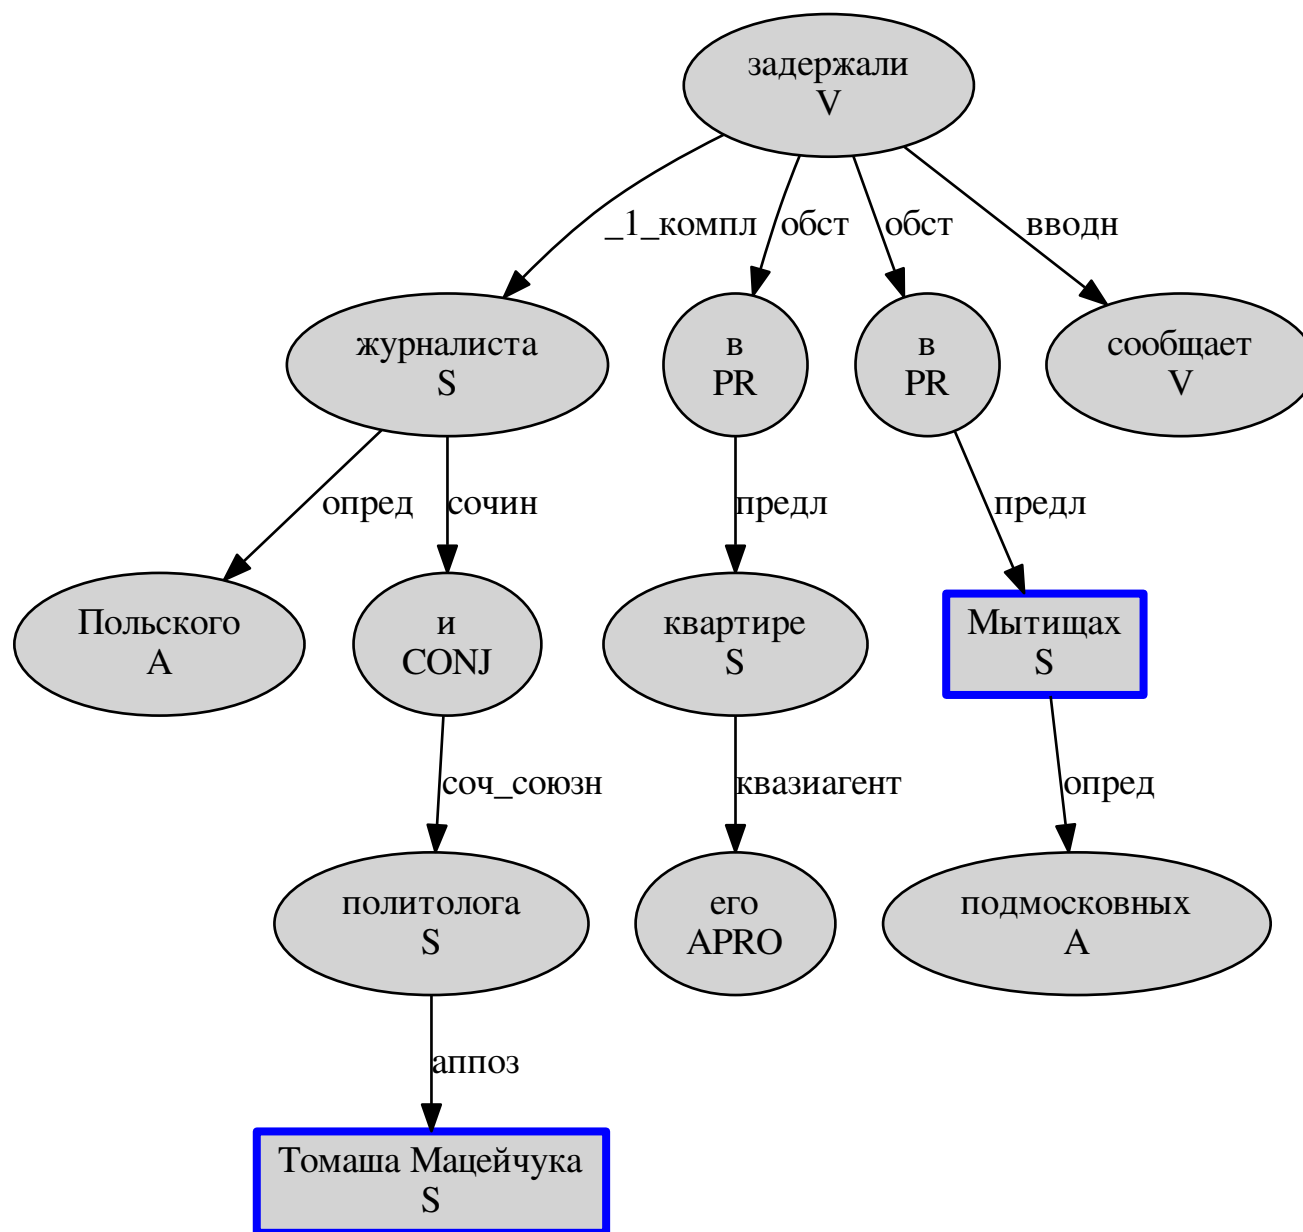 задержали
V
_1_компл
обст
обст
вводн
журналиста
S
в
PR
в
PR
сообщает
V
опред
сочин
предл
предл
Польского
A
и
CONJ
квартире
S
Мытищах
S
соч_союзн
квазиагент
опред
политолога
S
его
APRO
подмосковных
A
аппоз
Томаша Мацейчука
S